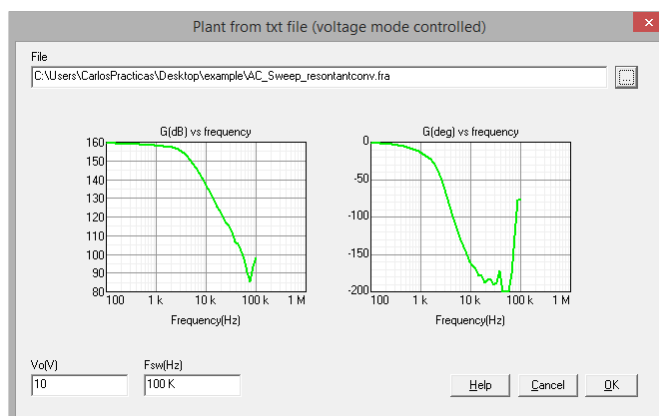 Plant from txt file (voltage mode controlled)
File
C:\Users\CarlosPracticas\Desktop\example\AC_Sweep_resontantconv.fra
...
G(dB) vs frequency
160
150
140
130
120
110
100
90
80
100 1 k 10 k 100 k 1 M
Frequency(Hz)
G(deg) vs frequency
0
-50
-100
-150
-200
100 1 k 10 k 100 k 1 M
Frequency(Hz)
Vo(V)
10
Fsw(Hz)
100 K
Help Cancel OK